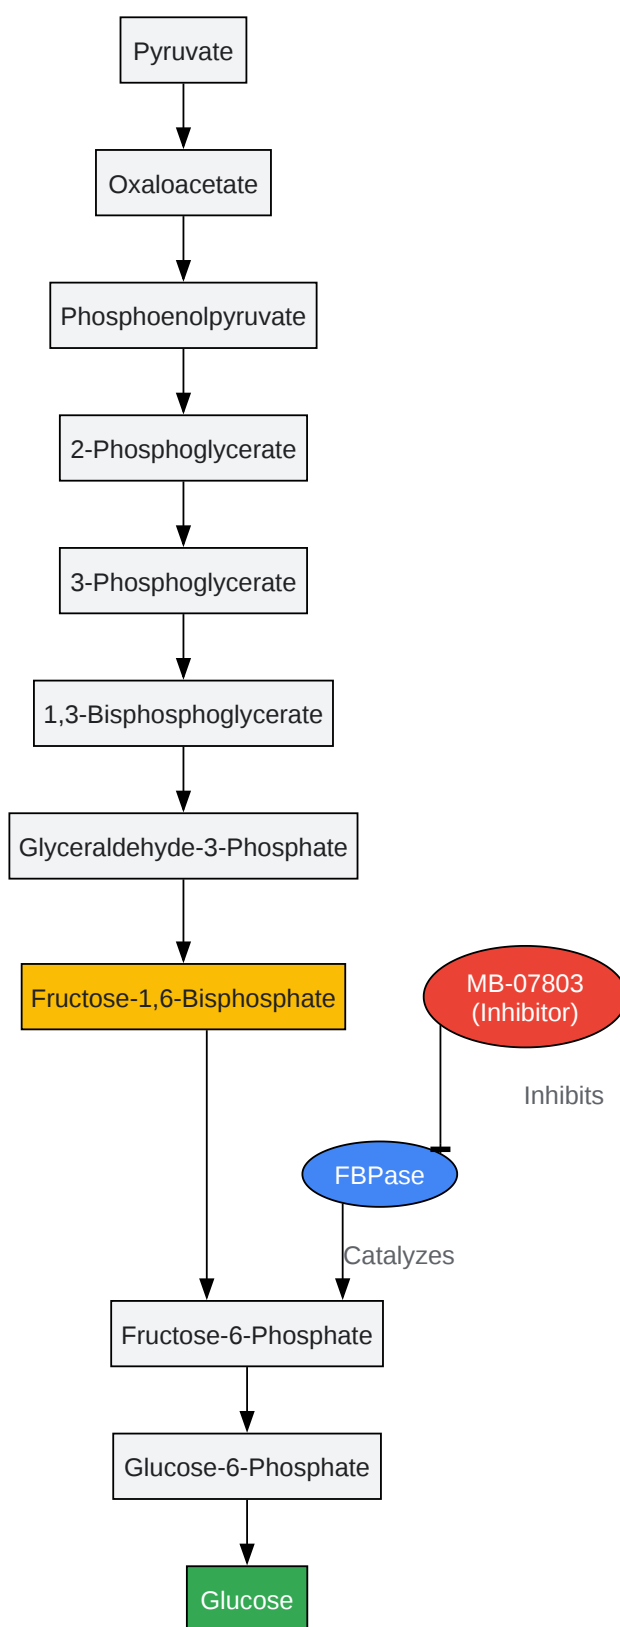 Pyruvate
Oxaloacetate
Phosphoenolpyruvate
2-Phosphoglycerate
3-Phosphoglycerate
1,3-Bisphosphoglycerate
Glyceraldehyde-3-Phosphate
Fructose-1,6-Bisphosphate
MB-07803
(Inhibitor)
Inhibits
FBPase
Catalyzes
Fructose-6-Phosphate
Glucose-6-Phosphate
Glucose